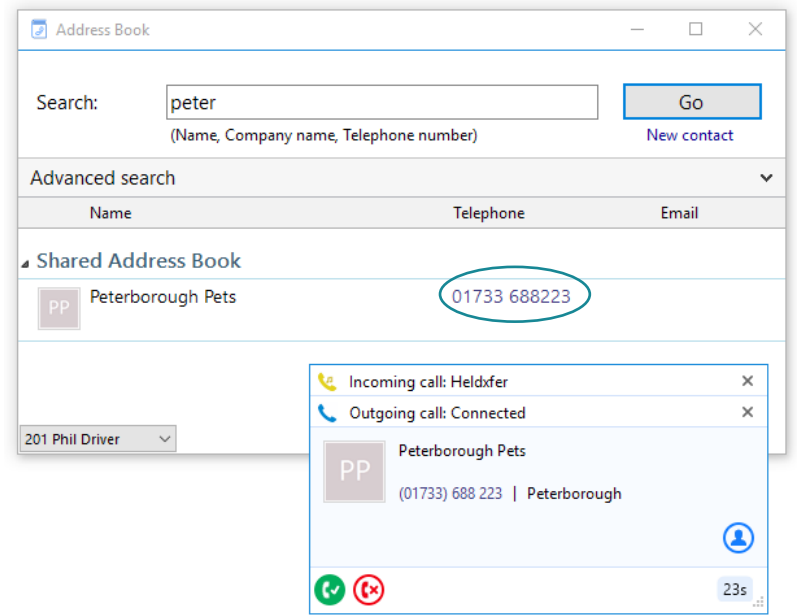 Address Book
Search: peter Go
(Name, Company name, Telephone number) New contact
Advanced search
Name Telephone Email
Shared Address Book
PP Peterborough Pets 01733 688223
Incoming call: Heldxfer
Outgoing call: Connected
201 Phil Driver
PP Peterborough Pets
(01733) 688 223 | Peterborough
23s